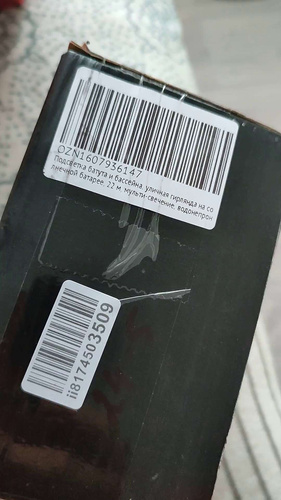 OZN1607936147
Подсветка батута и бассейна, уличная гирлянда на со
лнечной батарее, 22 м, мульти-свечение, водонепрон
ii8174503509